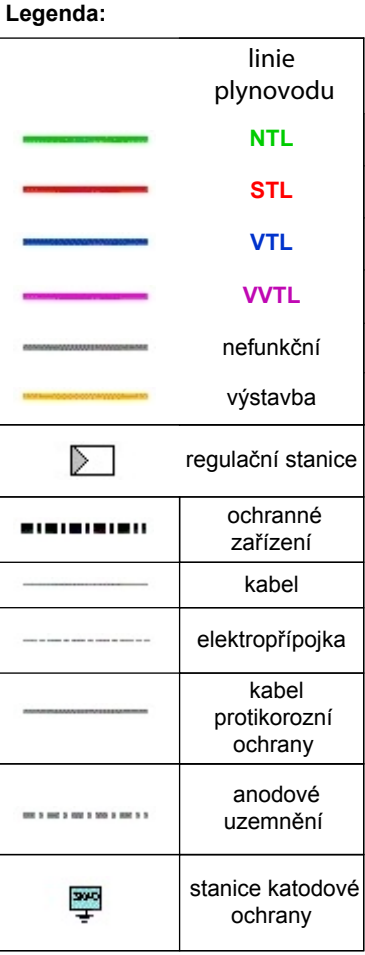 Legenda:
linie
plynovodu
NTL
STL
VTL
VVTL
nefunkční
výstavba
regulační stanice
ochranné
zařízení
kabel
elektropřípojka
kabel
protikorozní
ochrany
anodové
uzemnění
stanice katodové
ochrany